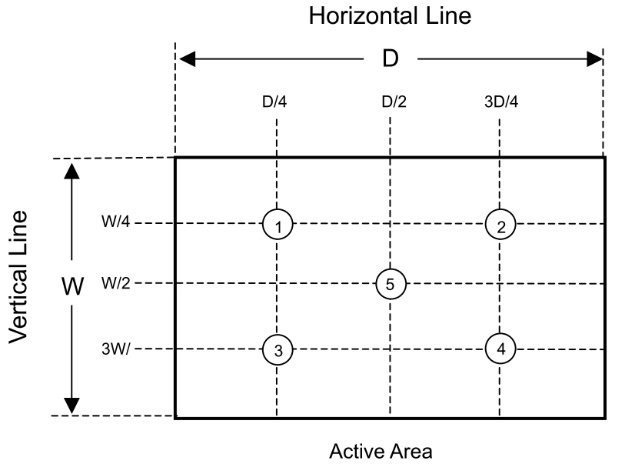 Horizontal Line
D
D/4 D/2 3D/4
W/4 1 2
Vertical Line
W W/2 5
3W/ 3 4
Active Area